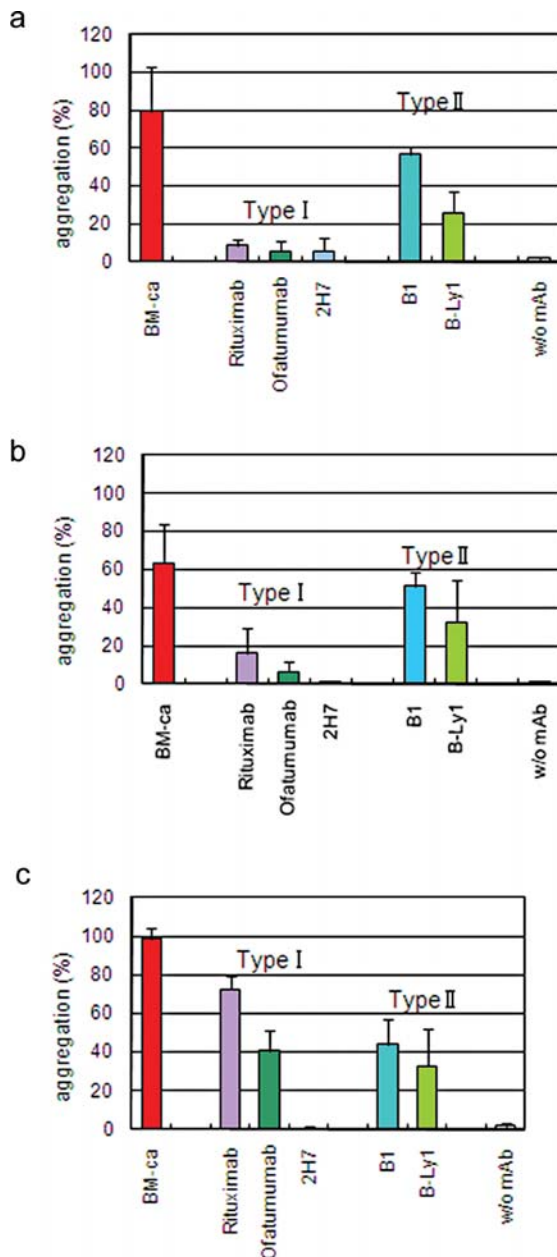 a
120
100
80
60
40
20
0
aggregation (%)
Type I
Type II
BM-ca
Rituximab
Ofatumumab
2H7
B1
B-Ly1
w/o mAb
b
120
100
80
60
40
20
0
aggregation (%)
Type I
Type II
BM-ca
Rituximab
Ofatumumab
2H7
B1
B-Ly1
w/o mAb
c
120
100
80
60
40
20
0
aggregation (%)
Type I
Type II
BM-ca
Rituximab
Ofatumumab
2H7
B1
B-Ly1
w/o mAb